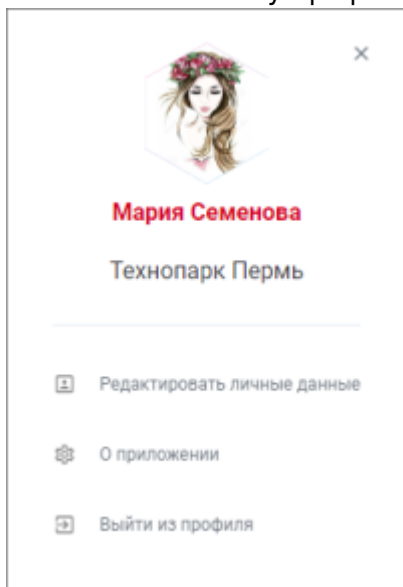 Мария Семенова
Технопарк Пермь
Редактировать личные данные
О приложении
Выйти из профиля